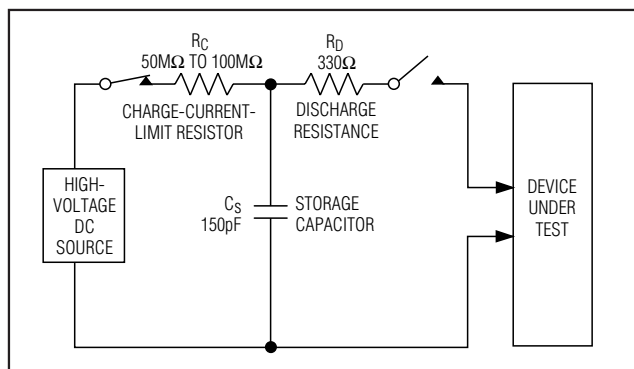 R_C
50MΩ TO 100MΩ
CHARGE-CURRENT-
LIMIT RESISTOR
R_D
330Ω
DISCHARGE
RESISTANCE
HIGH-
VOLTAGE
DC
SOURCE
C_S
150pF
STORAGE
CAPACITOR
DEVICE
UNDER
TEST